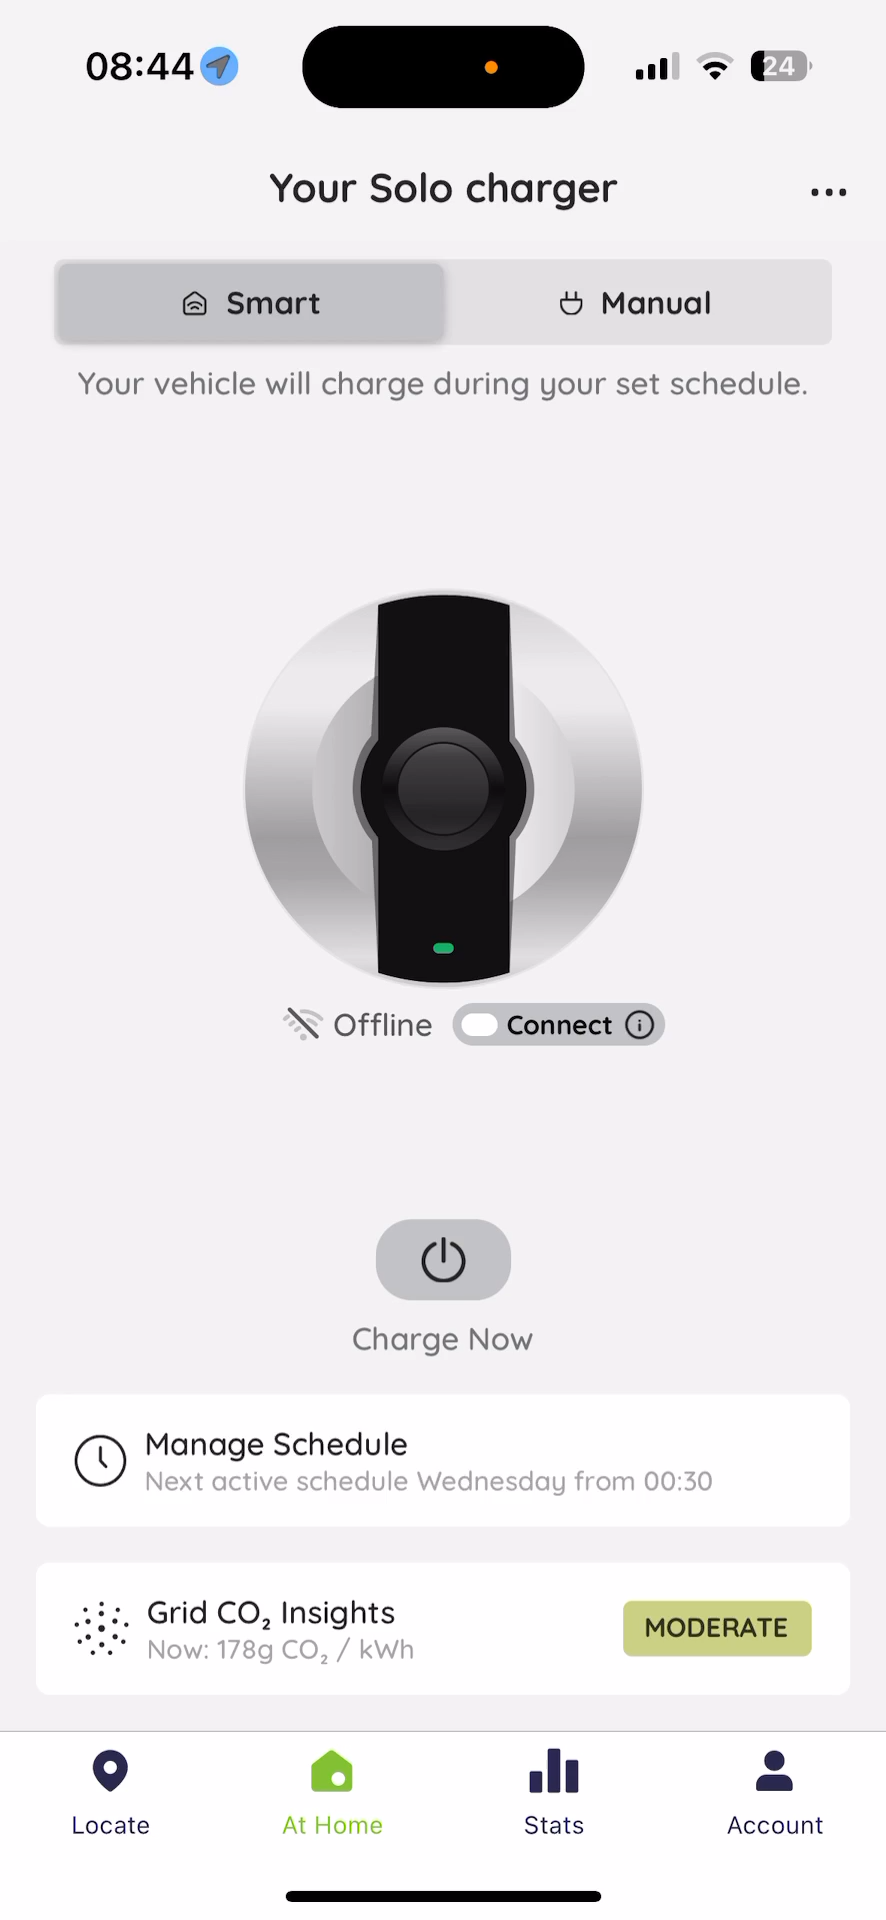 08:44
24
Your Solo charger
...
Smart
Manual
Your vehicle will charge during your set schedule.
Offline
Connect
Charge Now
Manage Schedule
Next active schedule Wednesday from 00:30
Grid CO₂ Insights
Now: 178g CO₂ / kWh
MODERATE
Locate
At Home
Stats
Account